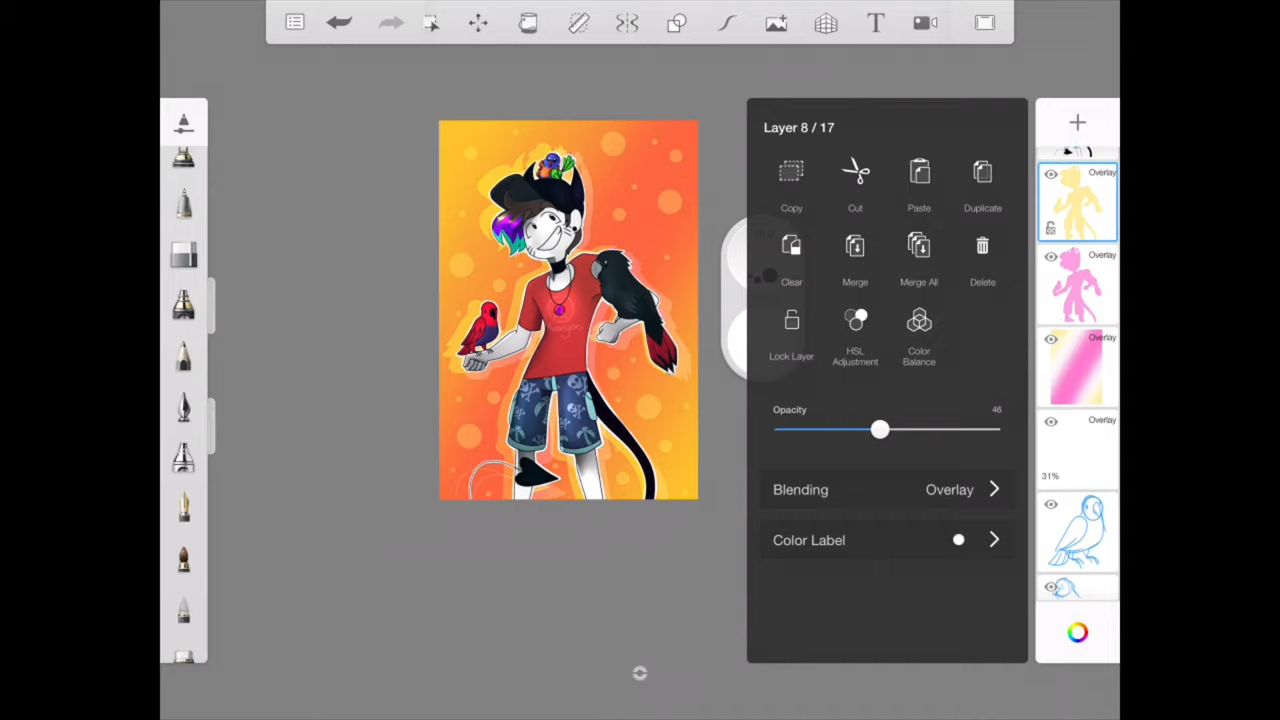 T
Layer 8 / 17
Copy
Cut
Paste
Duplicate
Clear
Merge
Merge All
Delete
Lock Layer
HSL
Adjustment
Color
Balance
Opacity
46
Blending
Overlay
Color Label
Overlay
Overlay
Overlay
Overlay
31%